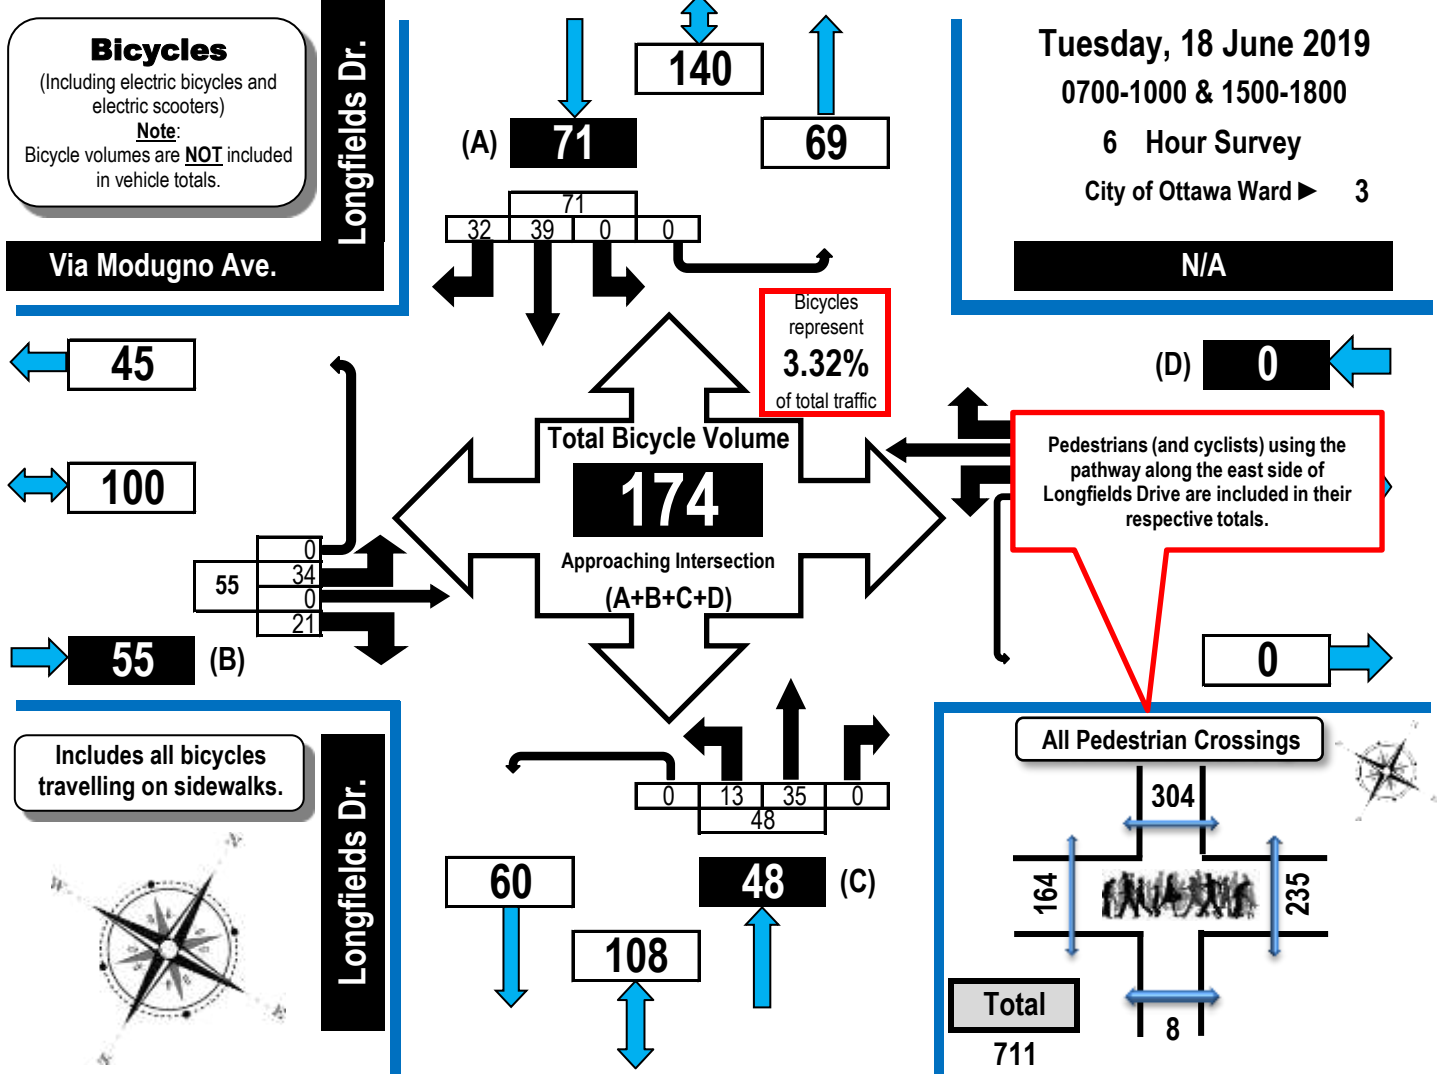 Bicycles
(Including electric bicycles and
electric scooters)
Note:
Bicycle volumes are NOT included
in vehicle totals.
Longfields Dr.
Via Modugno Ave.
140
(A) 71
69
71
32 39 0 0
Tuesday, 18 June 2019
0700-1000 & 1500-1800
6 Hour Survey
City of Ottawa Ward ► 3
N/A
Bicycles
represent
3.32%
of total traffic
45
100
0
34
0
21
55
55 (B)
Total Bicycle Volume
174
Approaching Intersection
(A+B+C+D)
(D) 0
Pedestrians (and cyclists) using the
pathway along the east side of
Longfields Drive are included in their
respective totals.
0
Includes all bicycles
travelling on sidewalks.
Longfields Dr.
0 13 35 0
48
60
48 (C)
108
All Pedestrian Crossings
304
164
235
8
Total
711